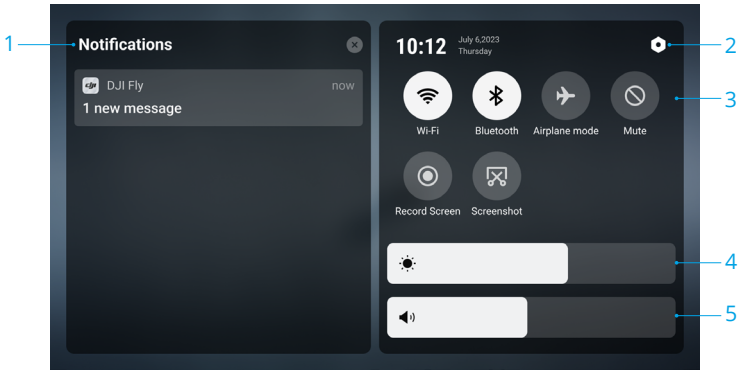 1
Notifications
dji DJI Fly now
1 new message
10:12 July 6,2023
Thursday
2
3
Wi-Fi Bluetooth Airplane mode Mute
Record Screen Screenshot
4
5